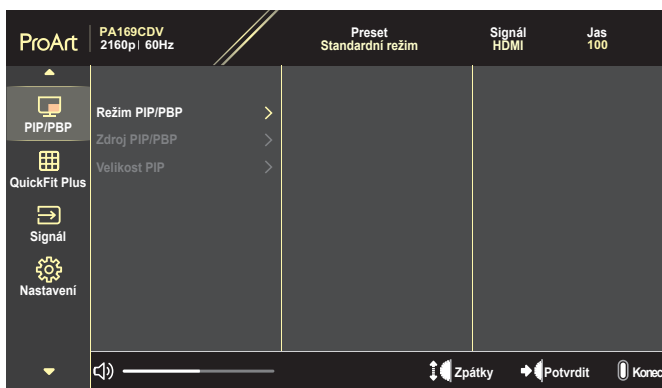 ProArt
PA169CDV
2160p| 60Hz
Preset
Standardní režim
Signál
HDMI
Jas
100
PIP/PBP
QuickFit Plus
Signál
Nastavení
Režim PIP/PBP
Zdroj PIP/PBP
Velikost PIP
Zpátky
Potvrdit
Konec